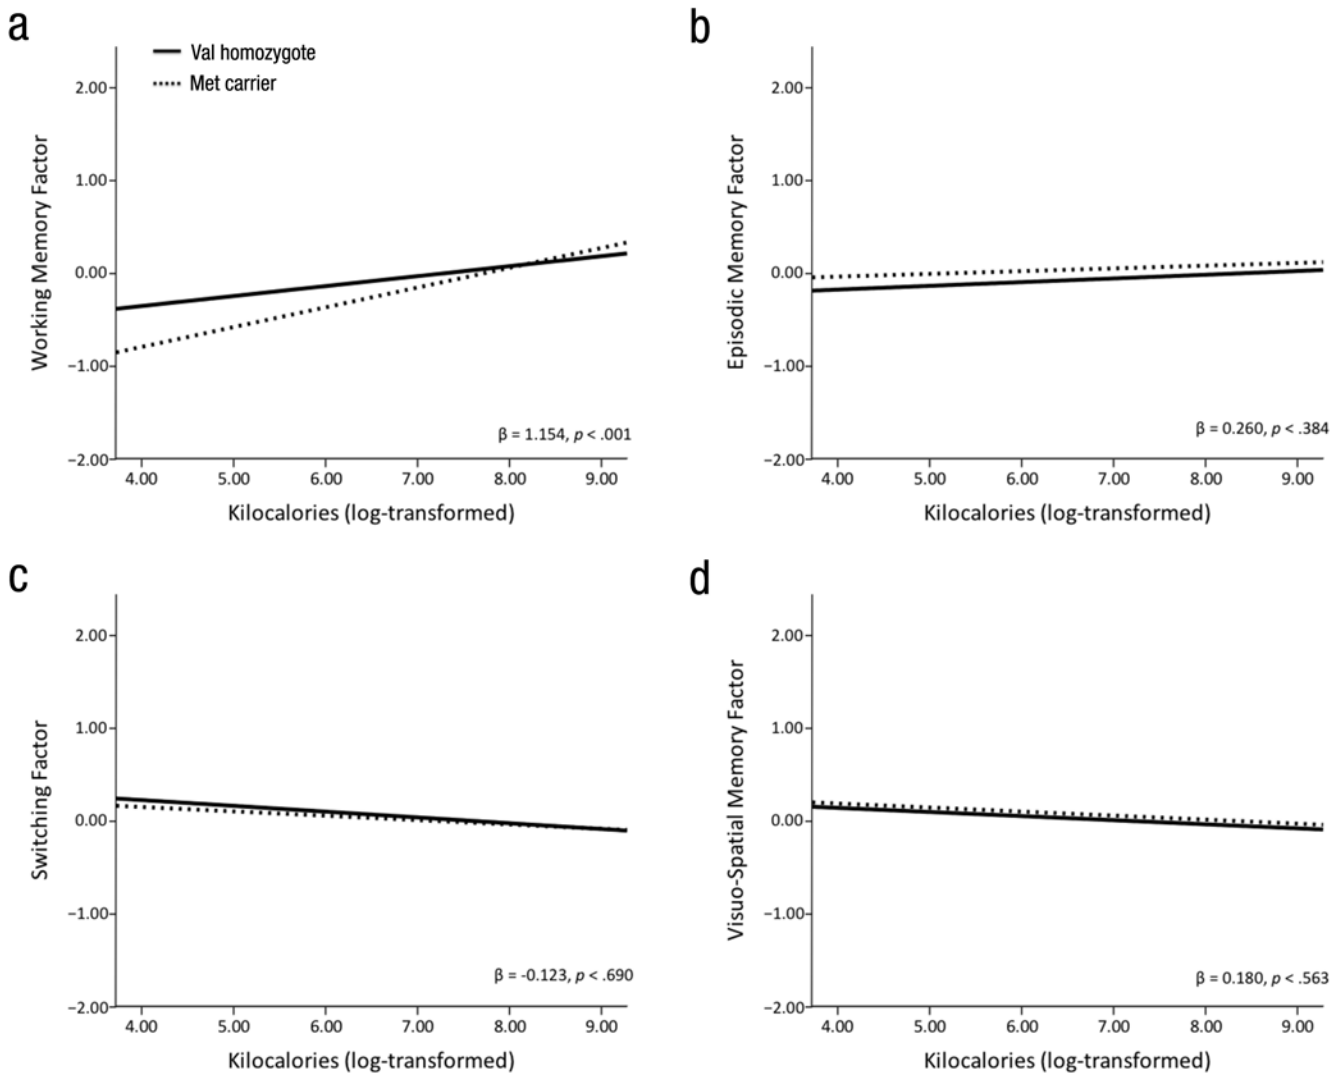 a
Val homozygote
Met carrier
2.00
1.00
0.00
−1.00
−2.00
Working Memory Factor
β = 1.154, p < .001
4.00 5.00 6.00 7.00 8.00 9.00
Kilocalories (log-transformed)
b
2.00
1.00
0.00
−1.00
−2.00
Episodic Memory Factor
β = 0.260, p < .384
4.00 5.00 6.00 7.00 8.00 9.00
Kilocalories (log-transformed)
c
2.00
1.00
0.00
−1.00
−2.00
Switching Factor
β = -0.123, p < .690
4.00 5.00 6.00 7.00 8.00 9.00
Kilocalories (log-transformed)
d
2.00
1.00
0.00
−1.00
−2.00
Visuo-Spatial Memory Factor
β = 0.180, p < .563
4.00 5.00 6.00 7.00 8.00 9.00
Kilocalories (log-transformed)